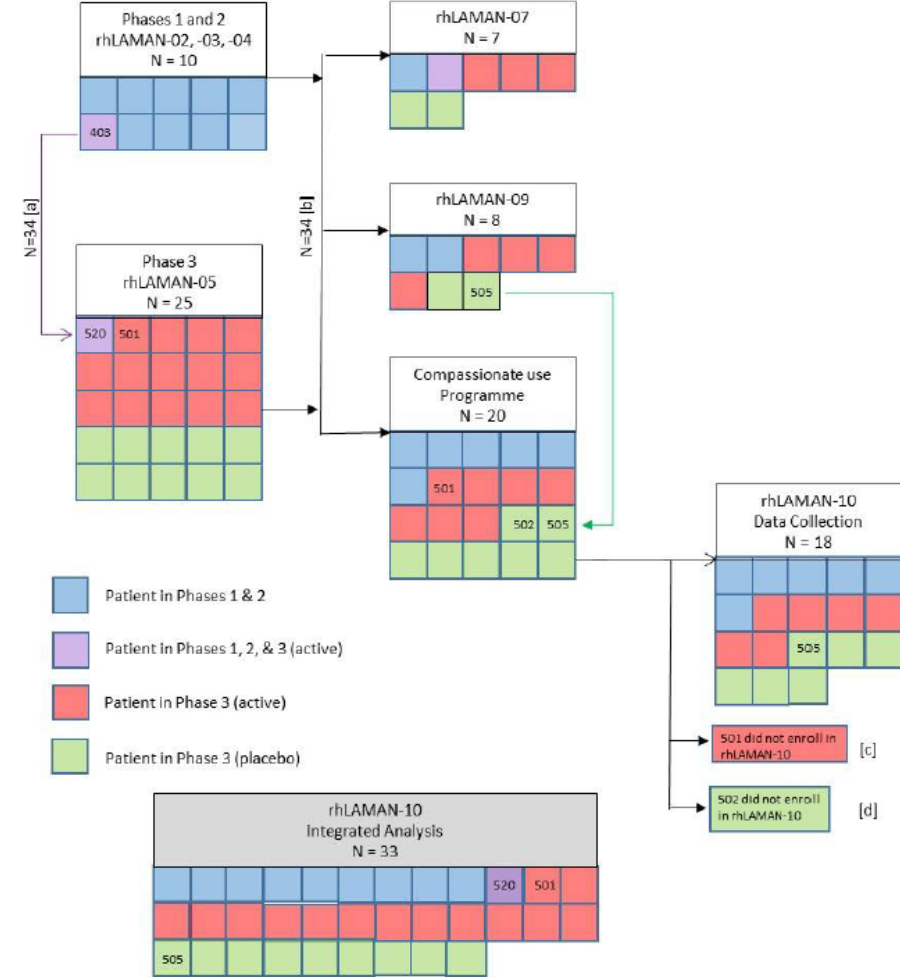 Phases 1 and 2
rhLAMAN-02, -03, -04
N = 10
403
N=34 [a]
Phase 3
rhLAMAN-05
N = 25
520
501
N=34 [b]
rhLAMAN-07
N = 7
rhLAMAN-09
N = 8
505
Compassionate use
Programme
N = 20
501
502
505
rhLAMAN-10
Data Collection
N = 18
505
501 did not enroll in
rhLAMAN-10
[c]
502 did not enroll
in rhLAMAN-10
[d]
Patient in Phases 1 & 2
Patient in Phases 1, 2, & 3 (active)
Patient in Phase 3 (active)
Patient in Phase 3 (placebo)
rhLAMAN-10
Integrated Analysis
N = 33
520
501
505